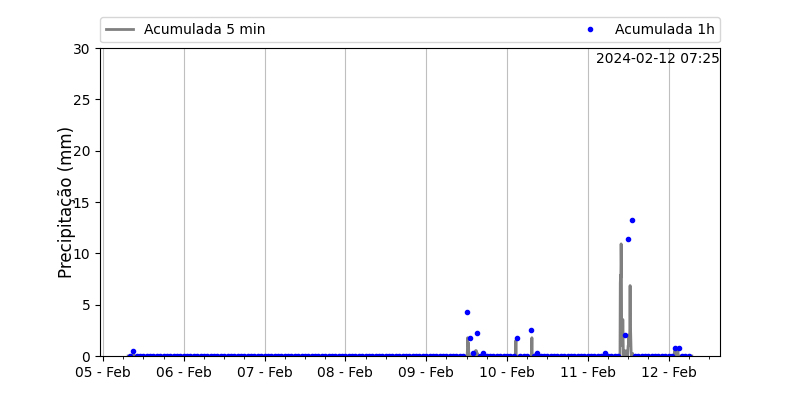 Acumulada 5 min Acumulada 1h
2024-02-12 07:25
Precipitação (mm)
30
25
20
15
10
5
0
05 - Feb 06 - Feb 07 - Feb 08 - Feb 09 - Feb 10 - Feb 11 - Feb 12 - Feb